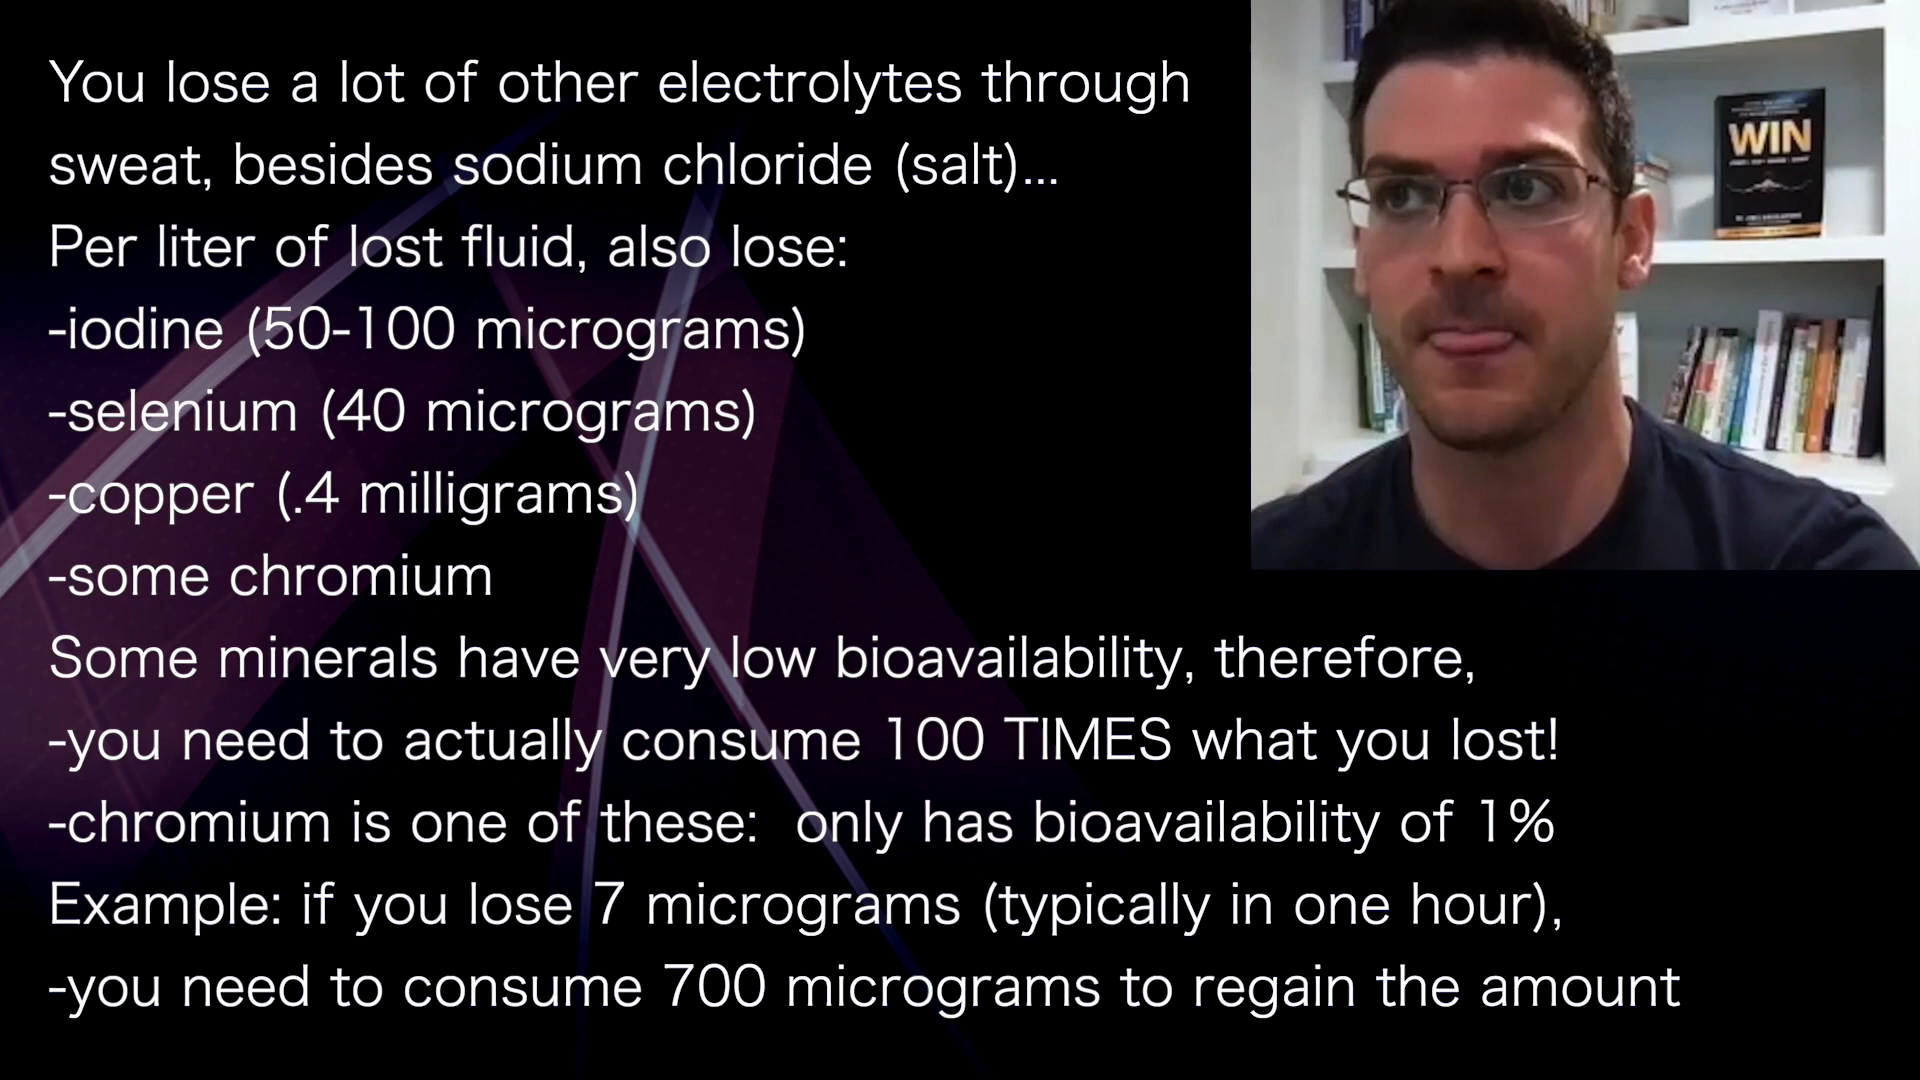 You lose a lot of other electrolytes through
sweat, besides sodium chloride (salt)...
Per liter of lost fluid, also lose:
-iodine (50-100 micrograms)
-selenium (40 micrograms)
-copper (.4 milligrams)
-some chromium
Some minerals have very low bioavailability, therefore,
-you need to actually consume 100 TIMES what you lost!
-chromium is one of these:  only has bioavailability of 1%
Example: if you lose 7 micrograms (typically in one hour),
-you need to consume 700 micrograms to regain the amount
WIN